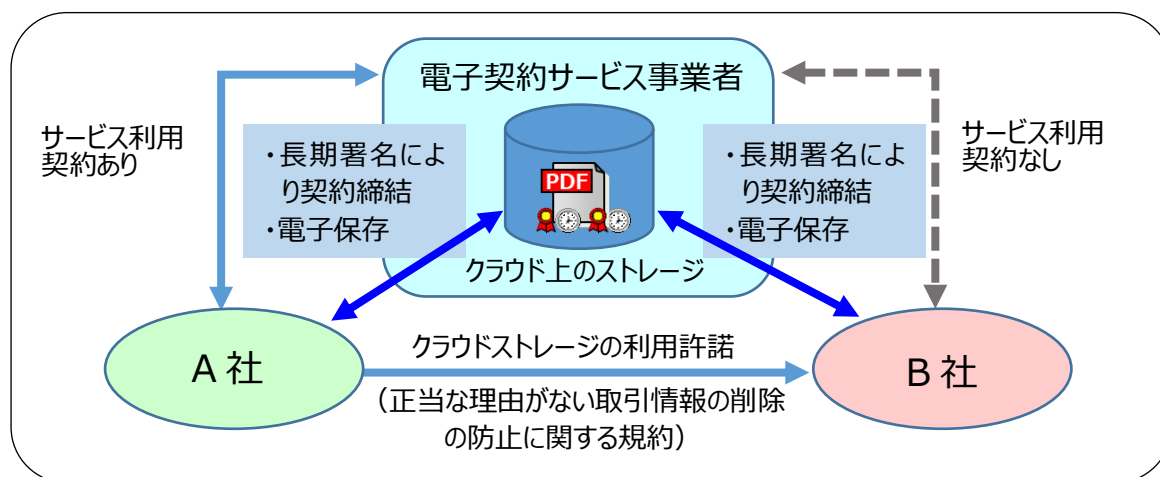 電子契約サービス事業者
サービス利用
契約あり
・長期署名によ
り契約締結
・電子保存
PDF
クラウド上のストレージ
・長期署名によ
り契約締結
・電子保存
サービス利用
契約なし
A 社
クラウドストレージの利用許諾
(正当な理由がない取引情報の削除
の防止に関する規約)
B 社